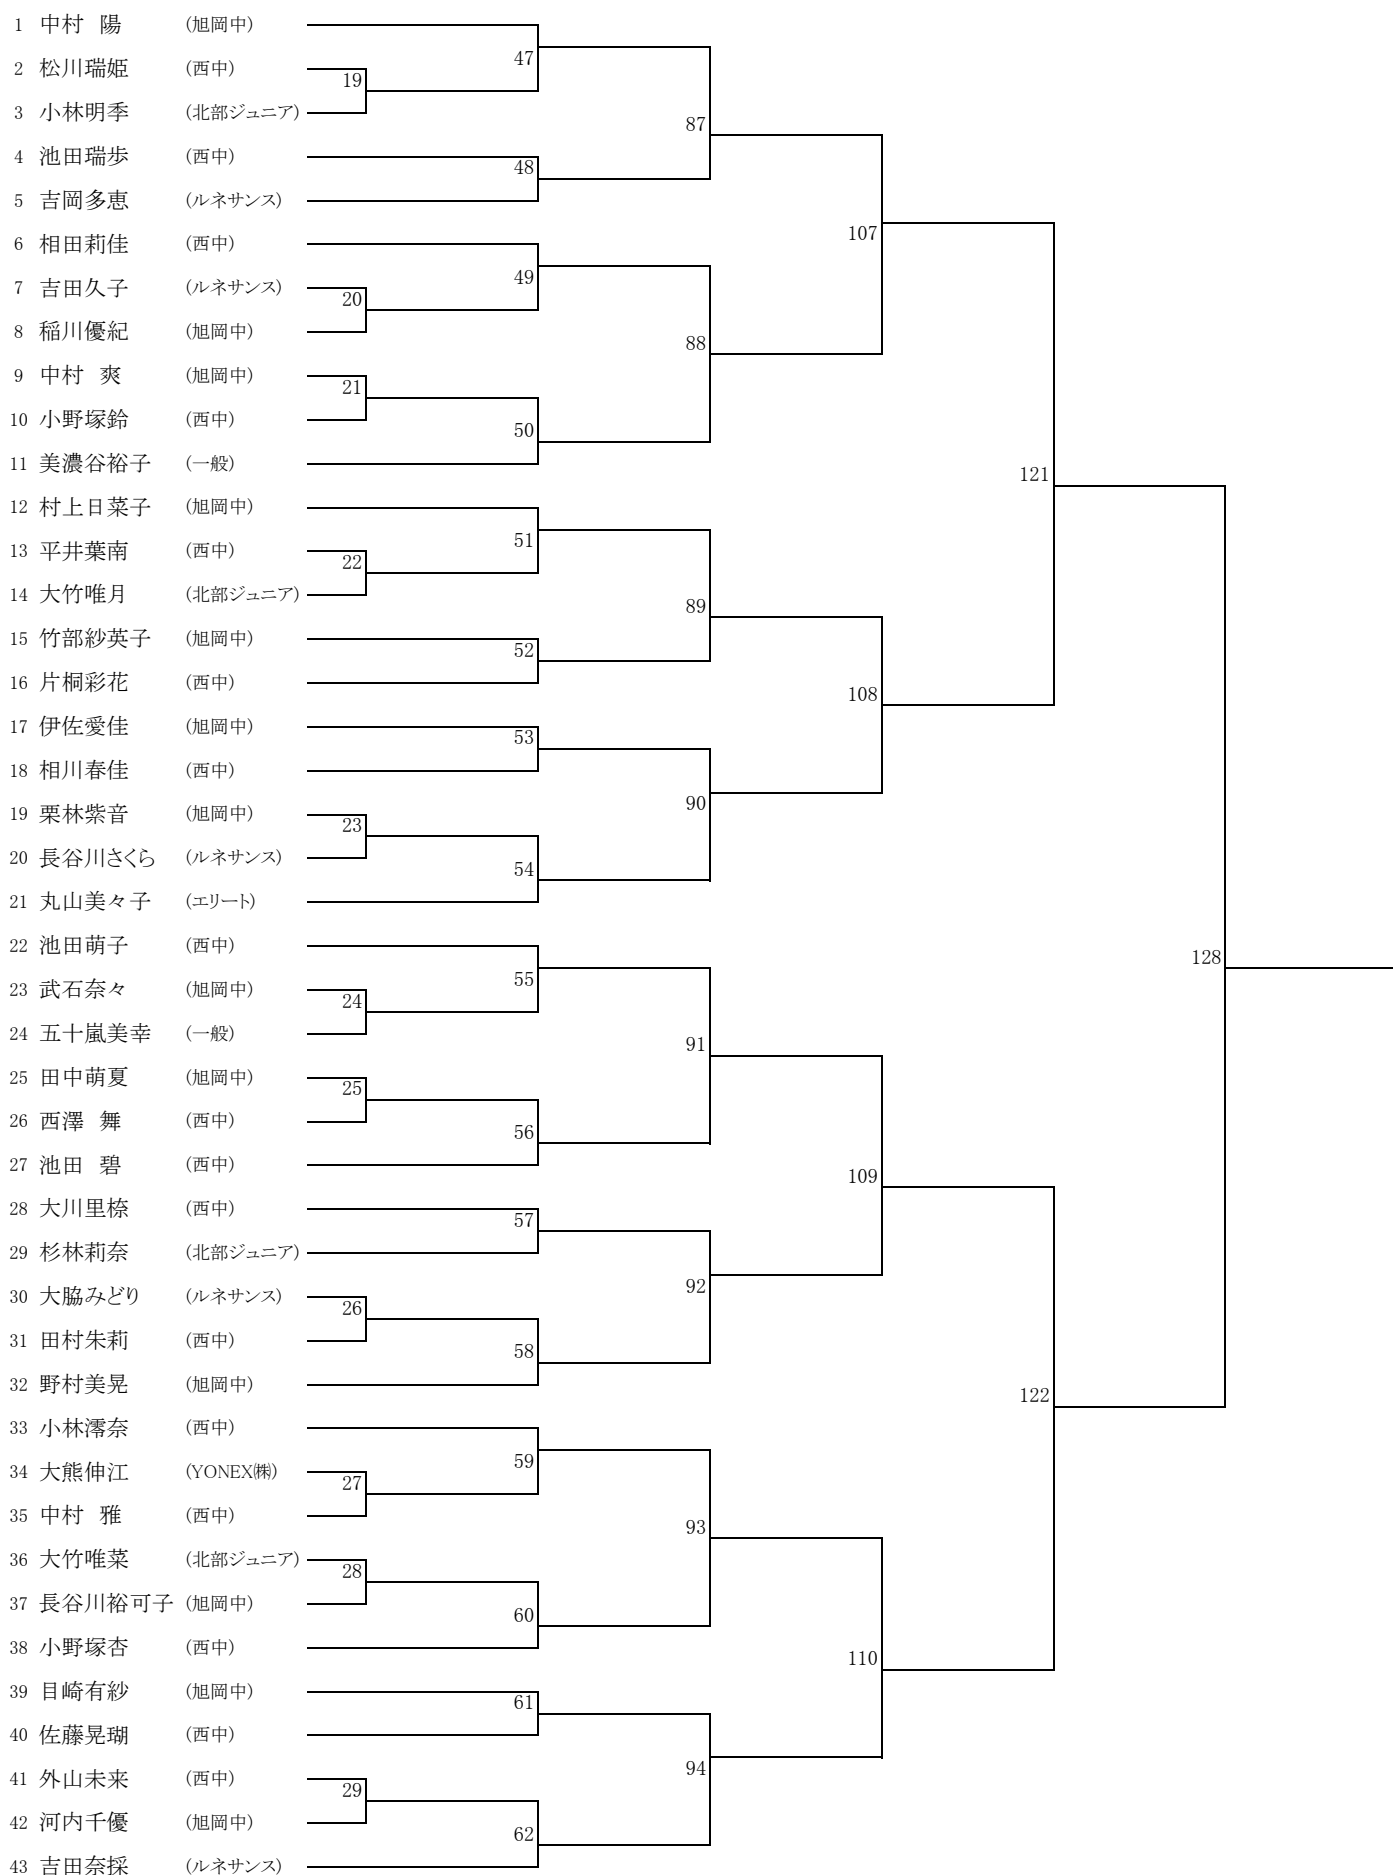 1 中村　陽 (旭岡中)
47
2 松川瑞姫 (西中)
19
3 小林明季 (北部ジュニア)
87
4 池田瑞歩 (西中)
48
5 吉岡多恵 (ルネサンス)
107
6 相田莉佳 (西中)
49
7 吉田久子 (ルネサンス)
20
8 稲川優紀 (旭岡中)
88
9 中村　爽 (旭岡中)
21
10 小野塚鈴 (西中)
50
11 美濃谷裕子 (一般)
121
12 村上日菜子 (旭岡中)
51
13 平井葉南 (西中)
22
14 大竹唯月 (北部ジュニア)
89
15 竹部紗英子 (旭岡中)
52
16 片桐彩花 (西中)
108
17 伊佐愛佳 (旭岡中)
53
18 相川春佳 (西中)
90
19 栗林紫音 (旭岡中)
23
20 長谷川さくら (ルネサンス)
54
21 丸山美々子 (エリート)
22 池田萌子 (西中)
128
55
23 武石奈々 (旭岡中)
24
24 五十嵐美幸 (一般)
91
25 田中萌夏 (旭岡中)
25
26 西澤　舞 (西中)
56
27 池田　碧 (西中)
109
28 大川里㮈 (西中)
57
29 杉林莉奈 (北部ジュニア)
92
30 大脇みどり (ルネサンス)
26
31 田村朱莉 (西中)
58
32 野村美晃 (旭岡中)
122
33 小林澪奈 (西中)
59
34 大熊伸江 (YONEX㈱)
27
35 中村　雅 (西中)
93
36 大竹唯菜 (北部ジュニア)
28
37 長谷川裕可子 (旭岡中)
60
38 小野塚杏 (西中)
110
39 目崎有紗 (旭岡中)
61
40 佐藤晃瑚 (西中)
94
41 外山未来 (西中)
29
42 河内千優 (旭岡中)
62
43 吉田奈採 (ルネサンス)